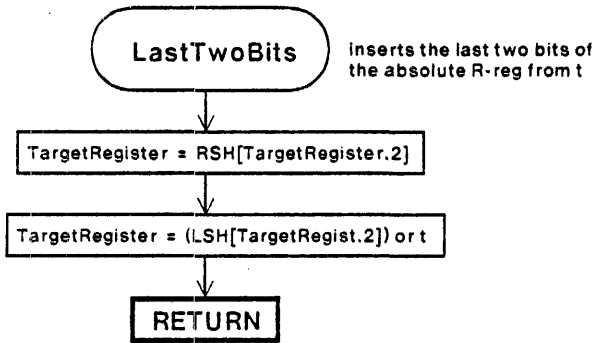 LastTwoBits
inserts the last two bits of
the absolute R-reg from t
TargetRegister = RSH[TargetRegister.2]
TargetRegister = (LSH[TargetRegist.2]) or t
RETURN